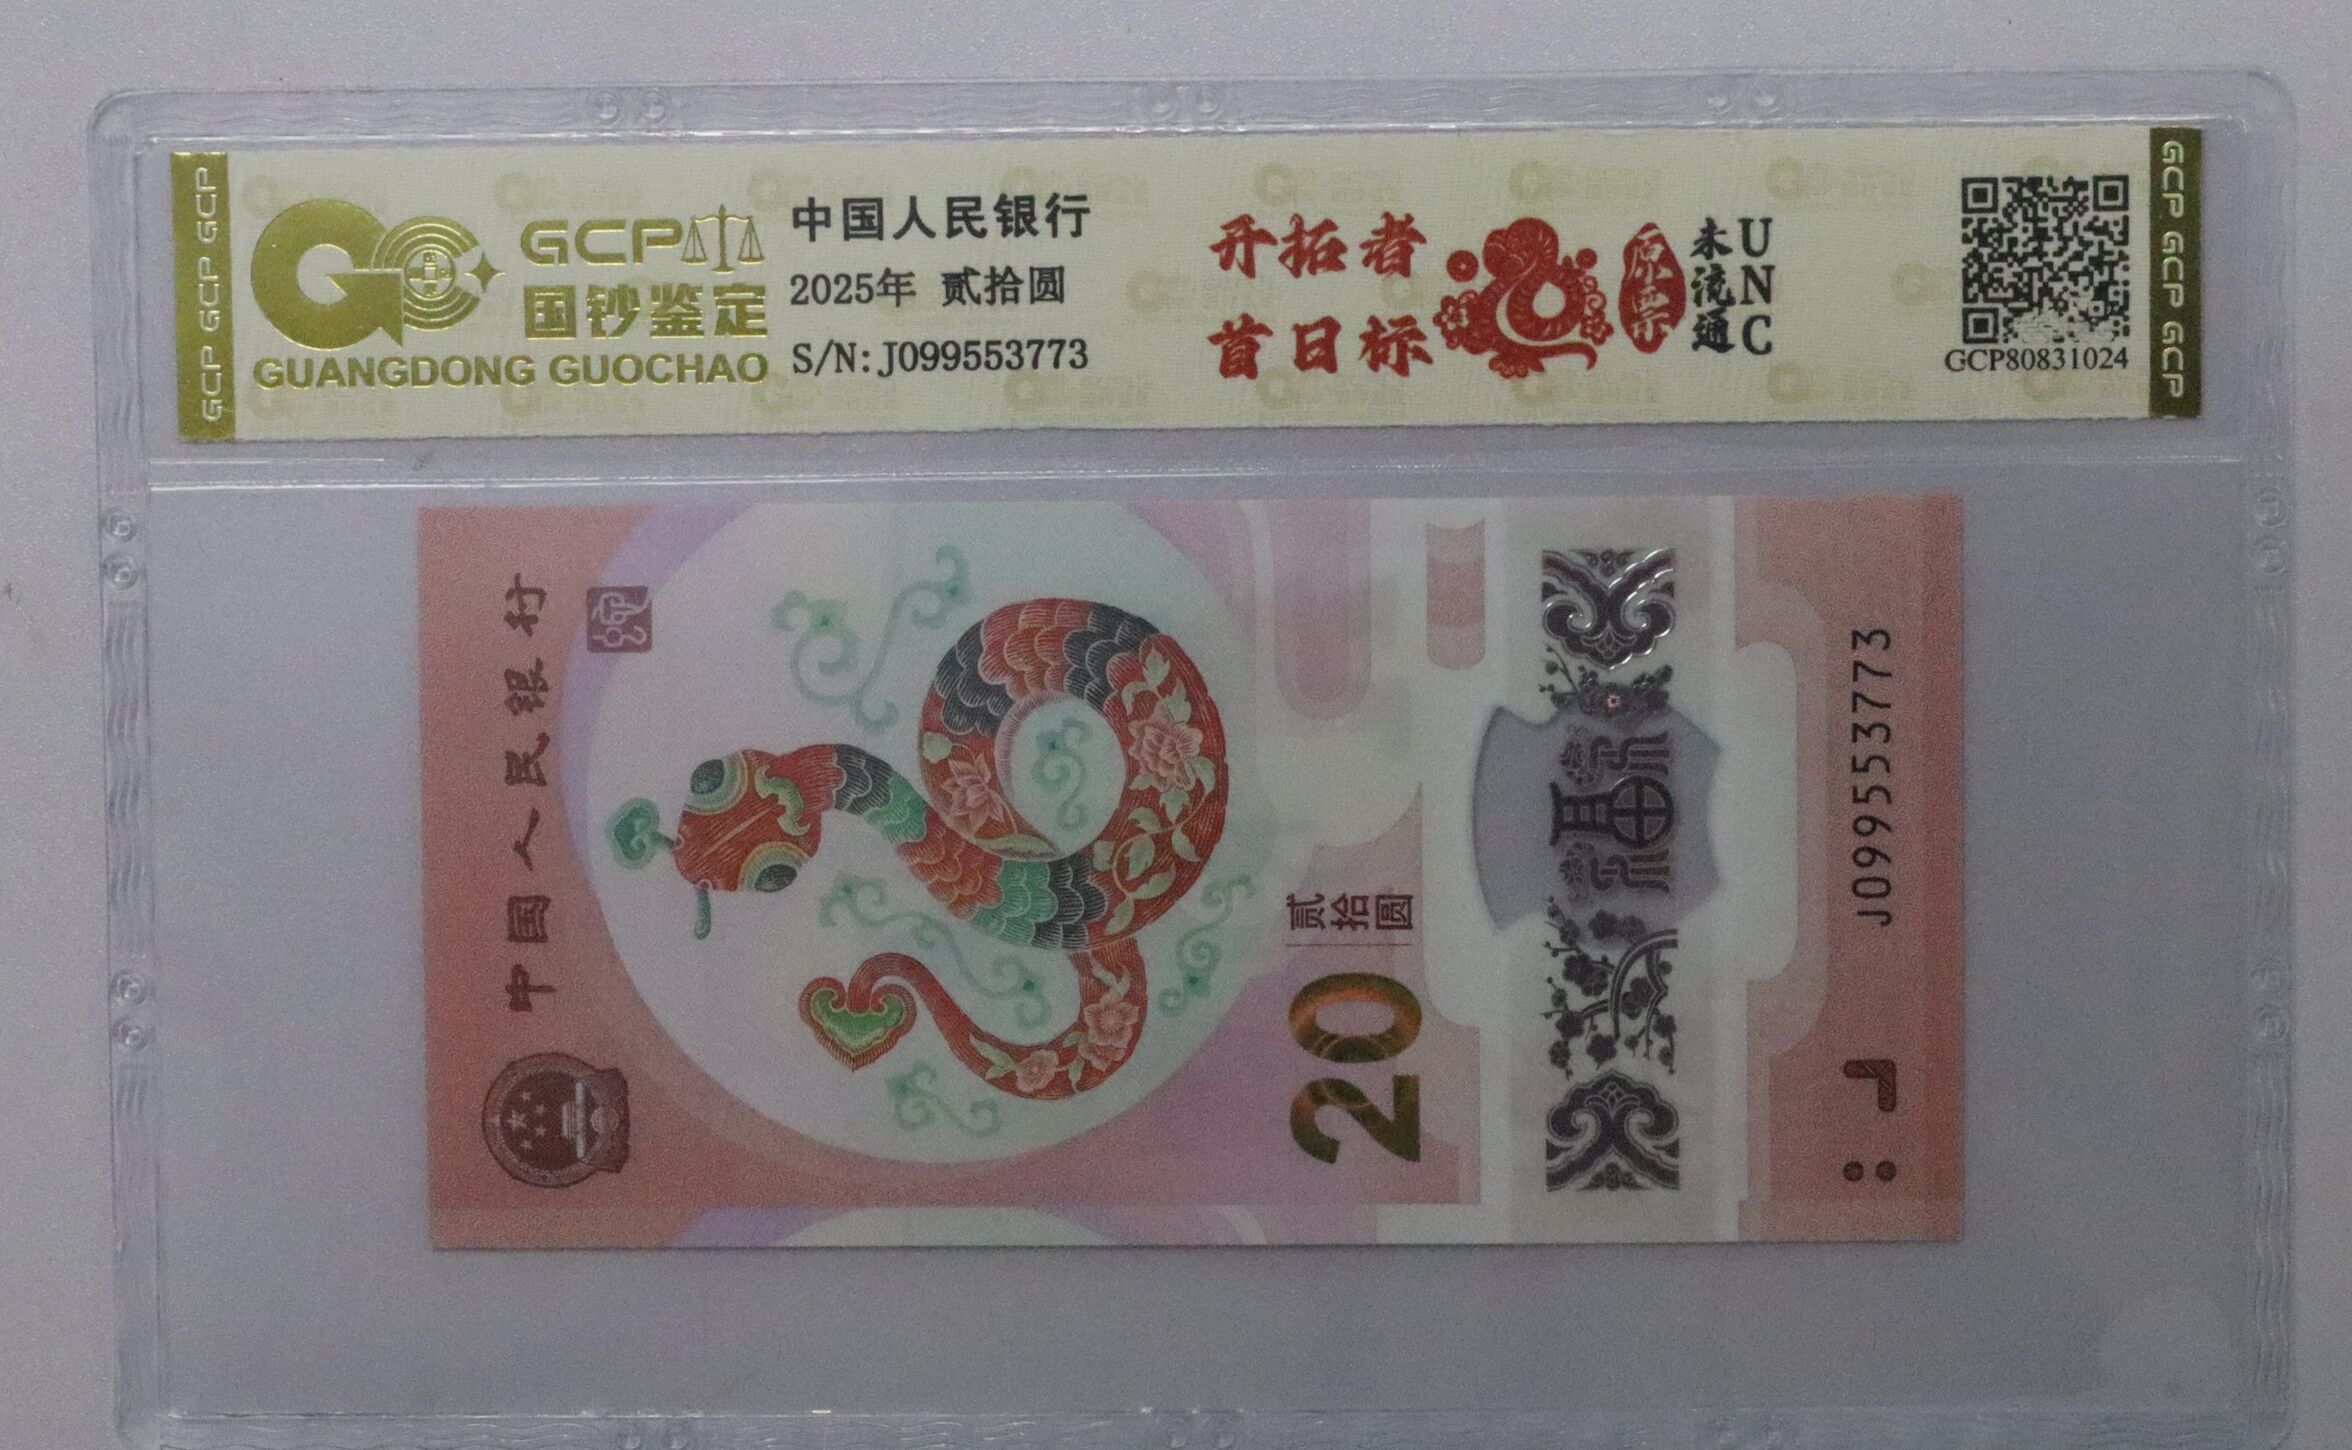 GCP GCP GCP
GCP
国钞鉴定
GUANGDONG GUOCHAO
中国人民银行
2025年 贰拾圆
S/N: J099553773
开拓者
首日标
原票
未流通
UNC
GCP80831024
GCP GCP GCP
中国人民银行
贰拾圆
20
福
J099553773